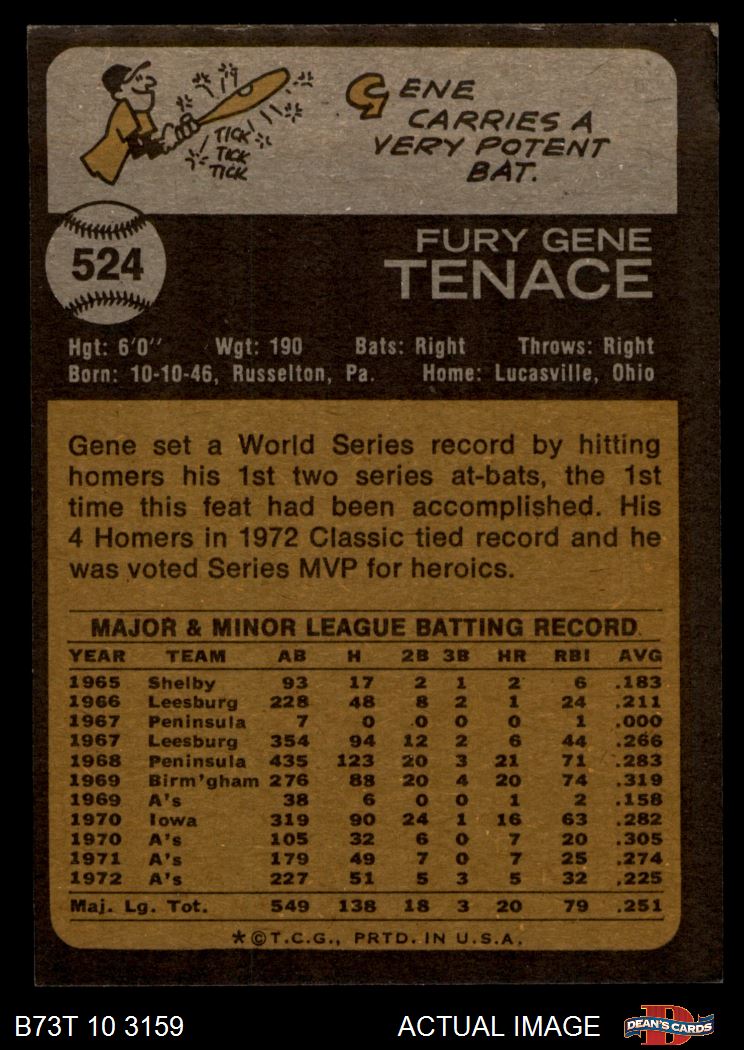 TICK
TICK
TICK
GENE
CARRIES A
VERY POTENT
BAT.
524
FURY GENE
TENACE
Hgt: 6'0" Wgt: 190 Bats: Right Throws: Right
Born: 10-10-46, Russelton, Pa. Home: Lucasville, Ohio
Gene set a World Series record by hitting
homers his 1st two series at-bats, the 1st
time this feat had been accomplished. His
4 Homers in 1972 Classic tied record and he
was voted Series MVP for heroics.
MAJOR & MINOR LEAGUE BATTING RECORD
YEAR TEAM AB H 2B 3B HR RBI AVG
1965 Shelby 93 17 2 1 2 6 .183
1966 Leesburg 228 48 8 2 1 24 .211
1967 Peninsula 7 0 0 0 0 1 .000
1967 Leesburg 354 94 12 2 6 44 .266
1968 Peninsula 435 123 20 3 21 71 .283
1969 Birm'gham 276 88 20 4 20 74 .319
1969 A's 38 6 0 0 1 2 .158
1970 Iowa 319 90 24 1 16 63 .282
1970 A's 105 32 6 0 7 20 .305
1971 A's 179 49 7 0 7 25 .274
1972 A's 227 51 5 3 5 32 .225
Maj. Lg. Tot. 549 138 18 3 20 79 .251
*©T.C.G., PRTD. IN U.S.A.
B73T 10 3159 ACTUAL IMAGE DEAN'S CARDS